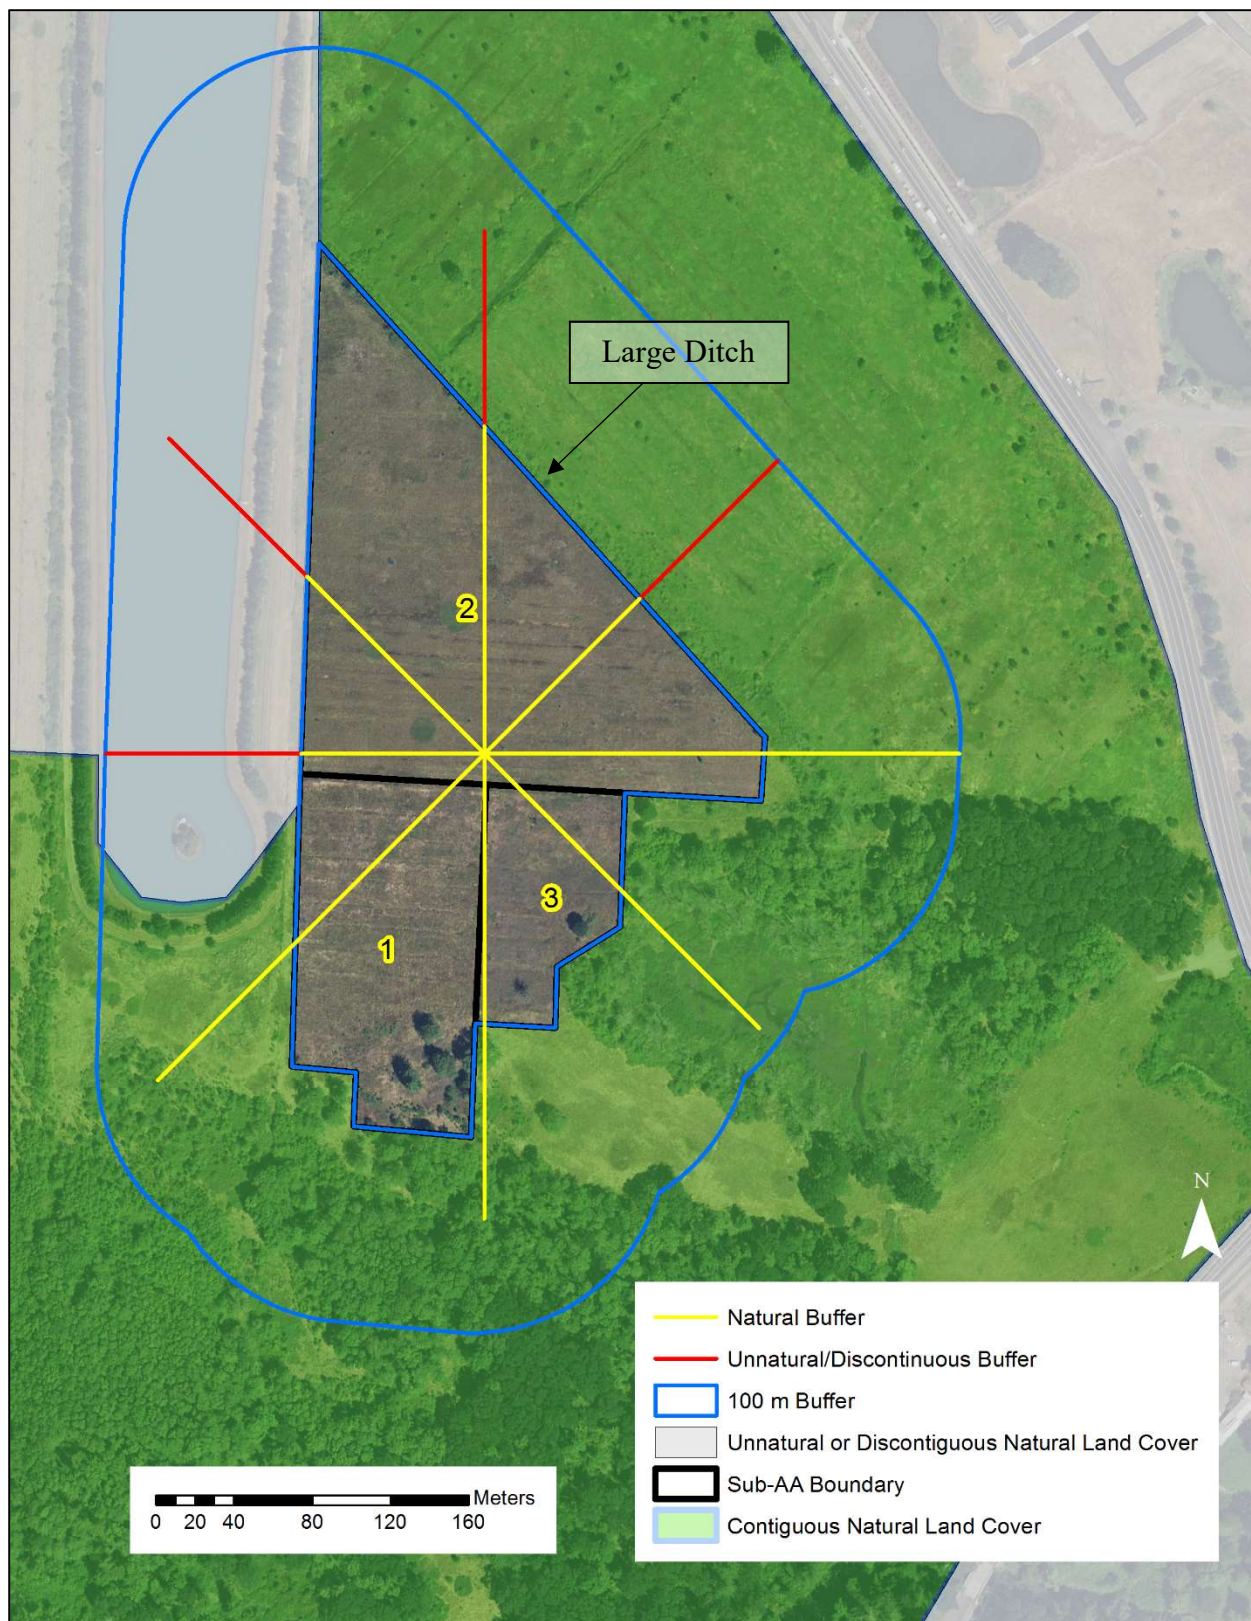 Large Ditch
2
3
1
N
Natural Buffer
Unnatural/Discontinuous Buffer
100 m Buffer
Unnatural or Discontiguous Natural Land Cover
Sub-AA Boundary
Contiguous Natural Land Cover
Meters
0 20 40 80 120 160